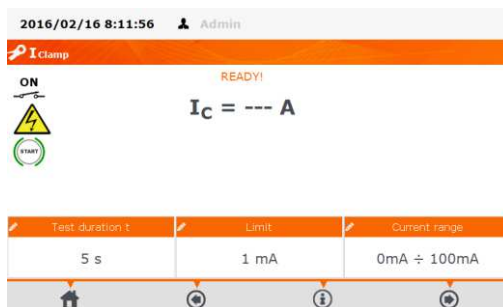 2016/02/16 8:11:56 Admin
I Clamp
ON
READY!
IC = --- A
START
Test duration t Limit Current range
5 s 1 mA 0mA ÷ 100mA